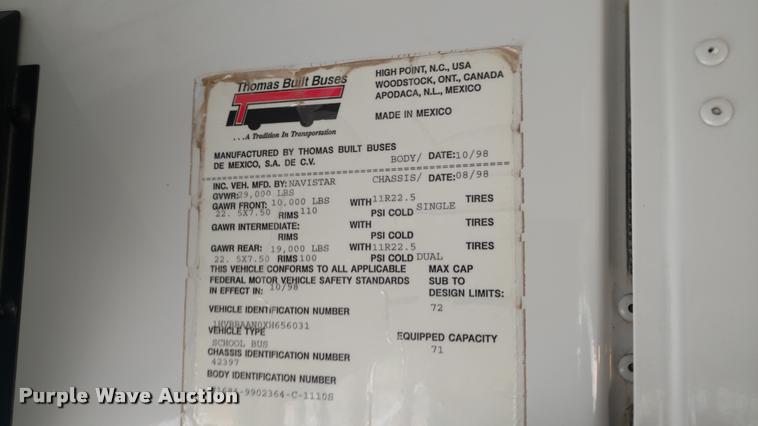 Thomas Built Buses
HIGH POINT, N.C., USA
WOODSTOCK, ONT., CANADA
APODACA, N.L., MEXICO
T
...A Tradition In Transportation
MADE IN MEXICO
MANUFACTURED BY THOMAS BUILT BUSES
DE MEXICO, S.A. DE C.V. BODY/ DATE:10/98
INC. VEH. MFD. BY:NAVISTAR CHASSIS/ DATE:08/98
GVWR:29,000 LBS
GAWR FRONT: 10,000 LBS WITH11R22.5 TIRES
22. 5X7.50 RIMS 110 PSI COLD SINGLE
GAWR INTERMEDIATE: WITH TIRES
RIMS PSI COLD
GAWR REAR: 19,000 LBS WITH11R22.5 TIRES
22. 5X7.50 RIMS 100 PSI COLD DUAL
THIS VEHICLE CONFORMS TO ALL APPLICABLE
FEDERAL MOTOR VEHICLE SAFETY STANDARDS
IN EFFECT IN: 10/98
MAX CAP
SUB TO
DESIGN LIMITS:
72
VEHICLE IDENTIFICATION NUMBER
1HVBBAAN0XH656031
VEHICLE TYPE
SCHOOL BUS
EQUIPPED CAPACITY
71
CHASSIS IDENTIFICATION NUMBER
42397
BODY IDENTIFICATION NUMBER
-9902364-C-1110S
Purple Wave Auction